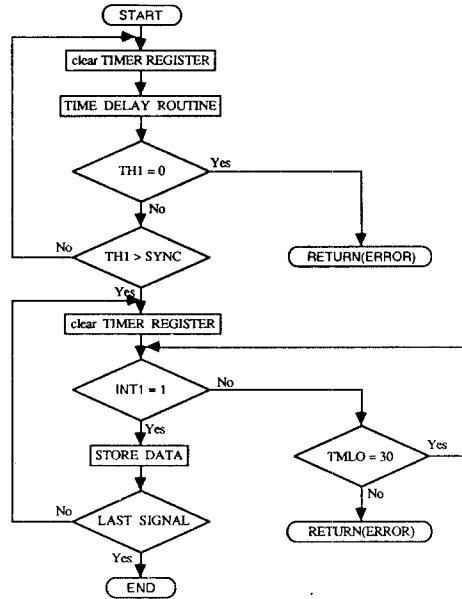 START
clear TIMER REGISTER
TIME DELAY ROUTINE
TH1 = 0
Yes
No
TH1 > SYNC
No
RETURN(ERROR)
Yes
clear TIMER REGISTER
INT1 = 1
No
Yes
STORE DATA
TMLO = 30
Yes
No
LAST SIGNAL
No
RETURN(ERROR)
Yes
END